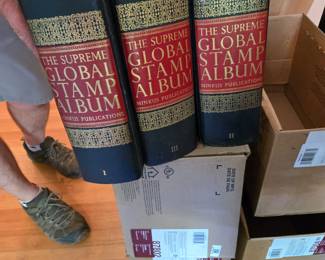 THE SUPREME
GLOBAL
STAMP
ALBUM
MINKUS PUBLICATIONS
I
THE SUPREME
GLOBAL
STAMP
ALBUM
MINKUS PUBLICATIONS
III
THE SUPREME
GLOBAL
STAMP
ALBUM
MINKUS PUBLICATIONS
II